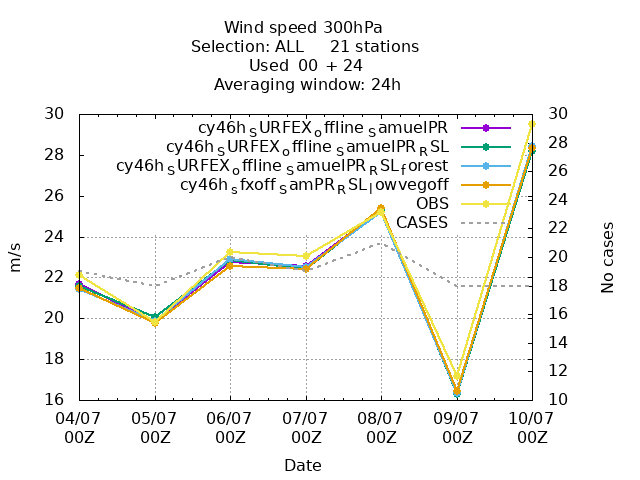 Wind speed 300hPa
Selection: ALL 21 stations
Used 00 + 24
Averaging window: 24h
30 30
28 28
26 26
24 24
22 22
20 20
18 18
16 16
14
12
10
m/s
No cases
cy46h_SURFEX_offline_SamuelPR
cy46h_SURFEX_offline_SamuelPR_RSL
cy46h_SURFEX_offline_SamuelPR_RSL_forest
cy46h_sfxoff_SamPR_RSL_lowvegoff
OBS
CASES
04/07 05/07 06/07 07/07 08/07 09/07 10/07
00Z 00Z 00Z 00Z 00Z 00Z 00Z
Date